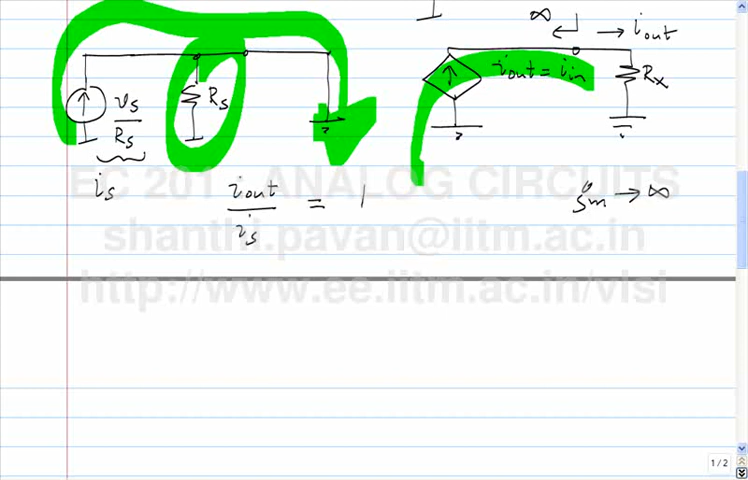 ∞
i_out
i_out = i_in
R_s
R_x
v_s
R_s
i_s
i_out
i_s
= 1
g_m → ∞
EC 201 ANALOG CIRCUITS
shanthi.pavan@iitm.ac.in
http://www.ee.iitm.ac.in/vlsi
1 / 2